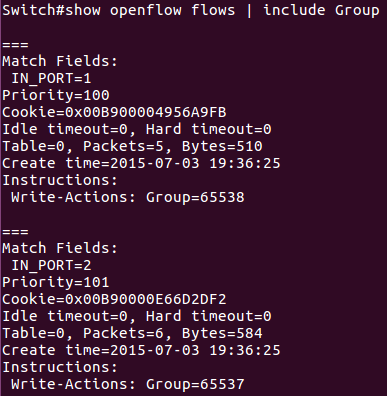 Switch#show openflow flows | include Group
===
Match Fields:
IN_PORT=1
Priority=100
Cookie=0x00B900004956A9FB
Idle timeout=0, Hard timeout=0
Table=0, Packets=5, Bytes=510
Create time=2015-07-03 19:36:25
Instructions:
Write-Actions: Group=65538
===
Match Fields:
IN_PORT=2
Priority=101
Cookie=0x00B90000E66D2DF2
Idle timeout=0, Hard timeout=0
Table=0, Packets=6, Bytes=584
Create time=2015-07-03 19:36:25
Instructions:
Write-Actions: Group=65537